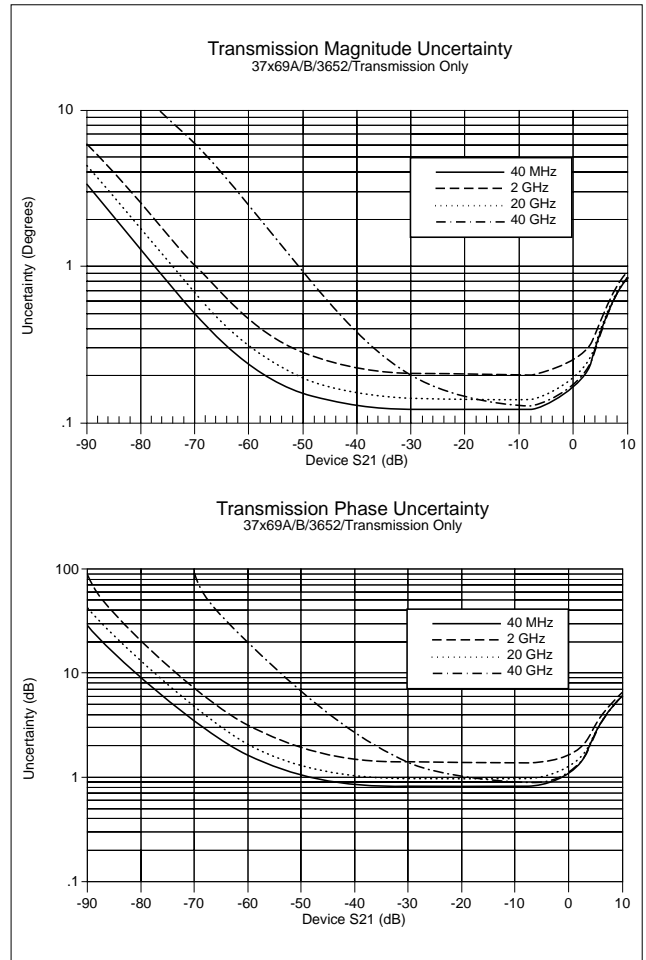 Transmission Magnitude Uncertainty
37x69A/B/3652/Transmission Only
10
1
.1
Uncertainty (Degrees)
40 MHz
2 GHz
20 GHz
40 GHz
-90 -80 -70 -60 -50 -40 -30 -20 -10 0 10
Device S21 (dB)
Transmission Phase Uncertainty
37x69A/B/3652/Transmission Only
100
10
1
.1
Uncertainty (dB)
40 MHz
2 GHz
20 GHz
40 GHz
-90 -80 -70 -60 -50 -40 -30 -20 -10 0 10
Device S21 (dB)